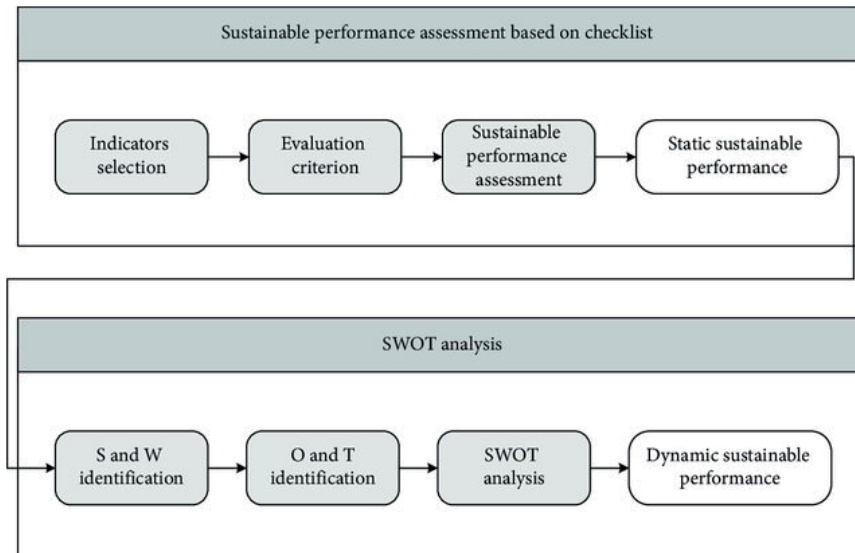 Sustainable performance assessment based on checklist
Indicators
selection
Evaluation
criterion
Sustainable
performance
assessment
Static sustainable
performance
SWOT analysis
S and W
identification
O and T
identification
SWOT
analysis
Dynamic sustainable
performance